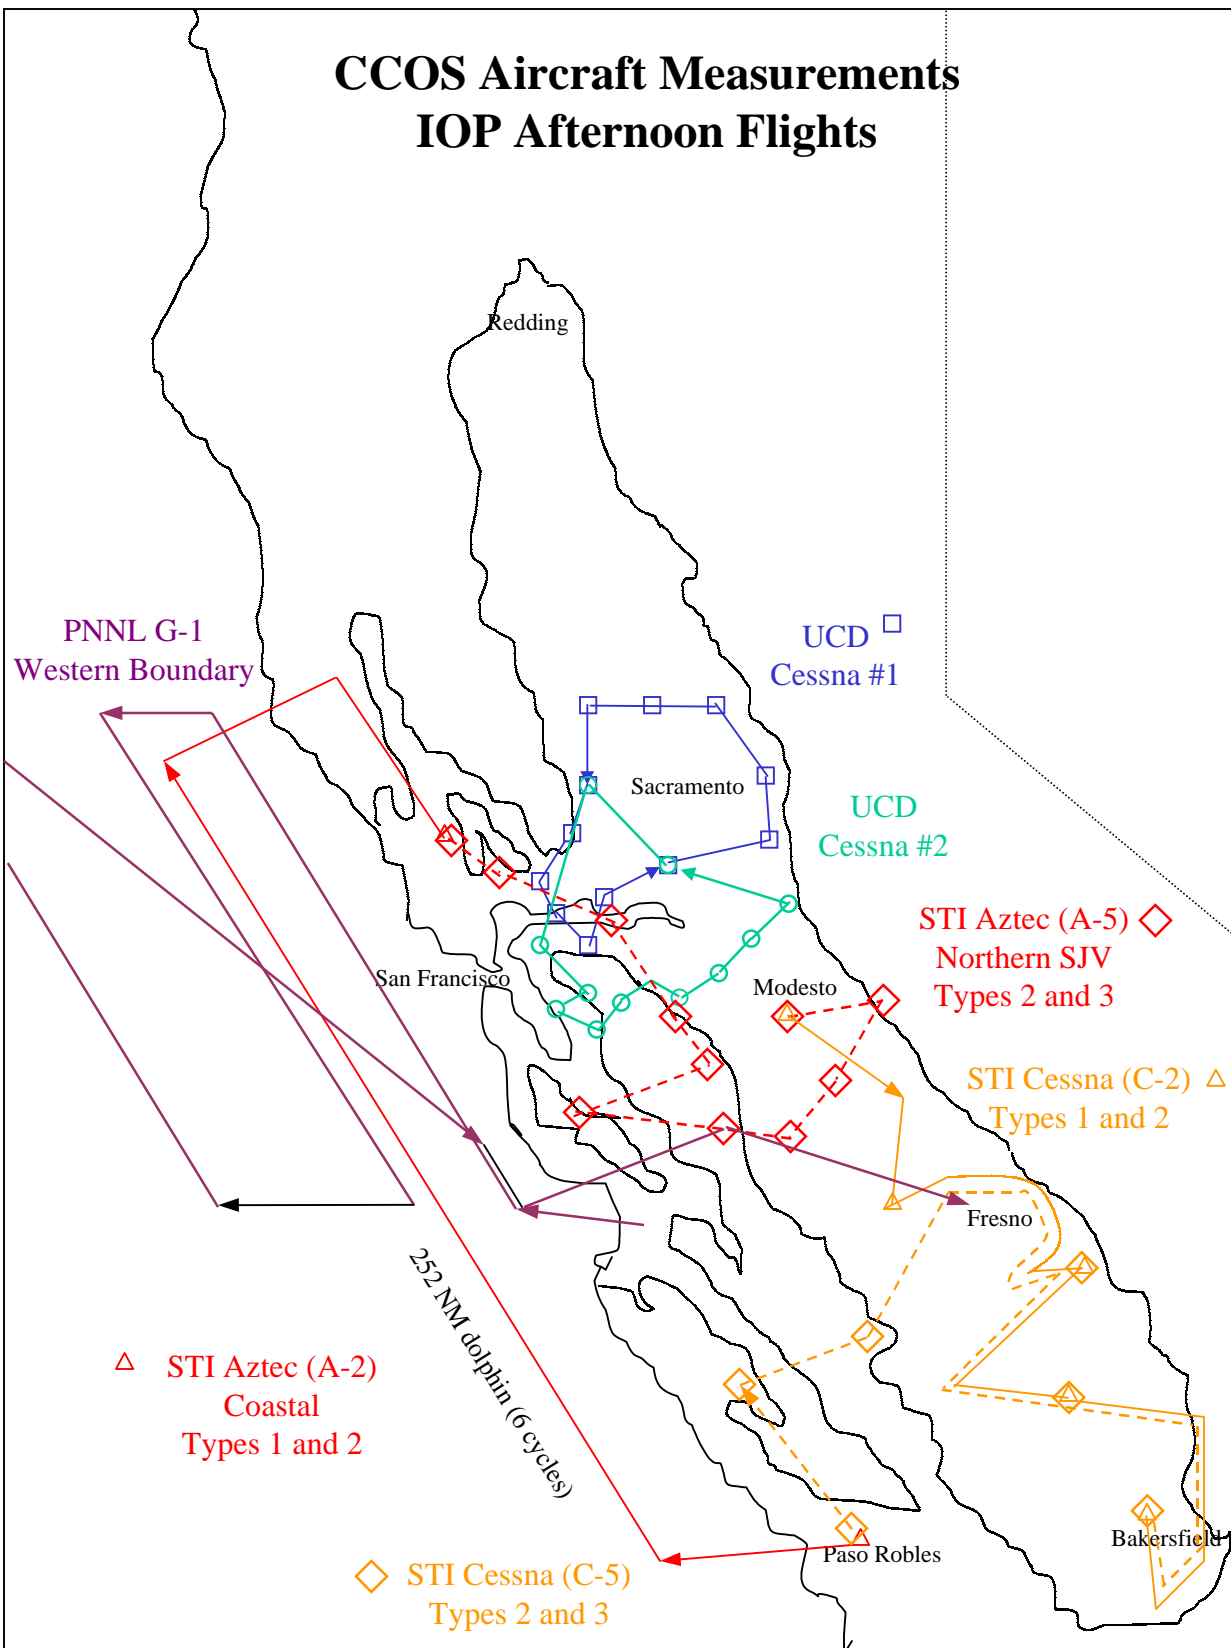 CCOS Aircraft Measurements
IOP Afternoon Flights
Redding
PNNL G-1
Western Boundary
UCD
Cessna #1
Sacramento
UCD
Cessna #2
STI Aztec (A-5)
Northern SJV
Types 2 and 3
San Francisco
Modesto
STI Cessna (C-2)
Types 1 and 2
Fresno
252 NM dolphin (6 cycles)
STI Aztec (A-2)
Coastal
Types 1 and 2
Bakersfield
Paso Robles
STI Cessna (C-5)
Types 2 and 3